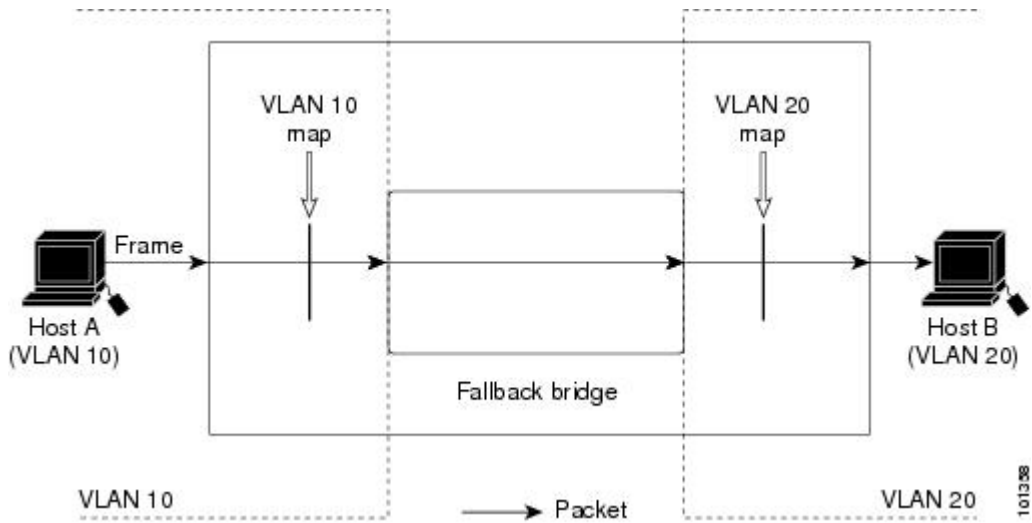 VLAN 10
map
VLAN 20
map
Frame
Host A
(VLAN 10)
Host B
(VLAN 20)
Fallback bridge
VLAN 10
Packet
VLAN 20
101358